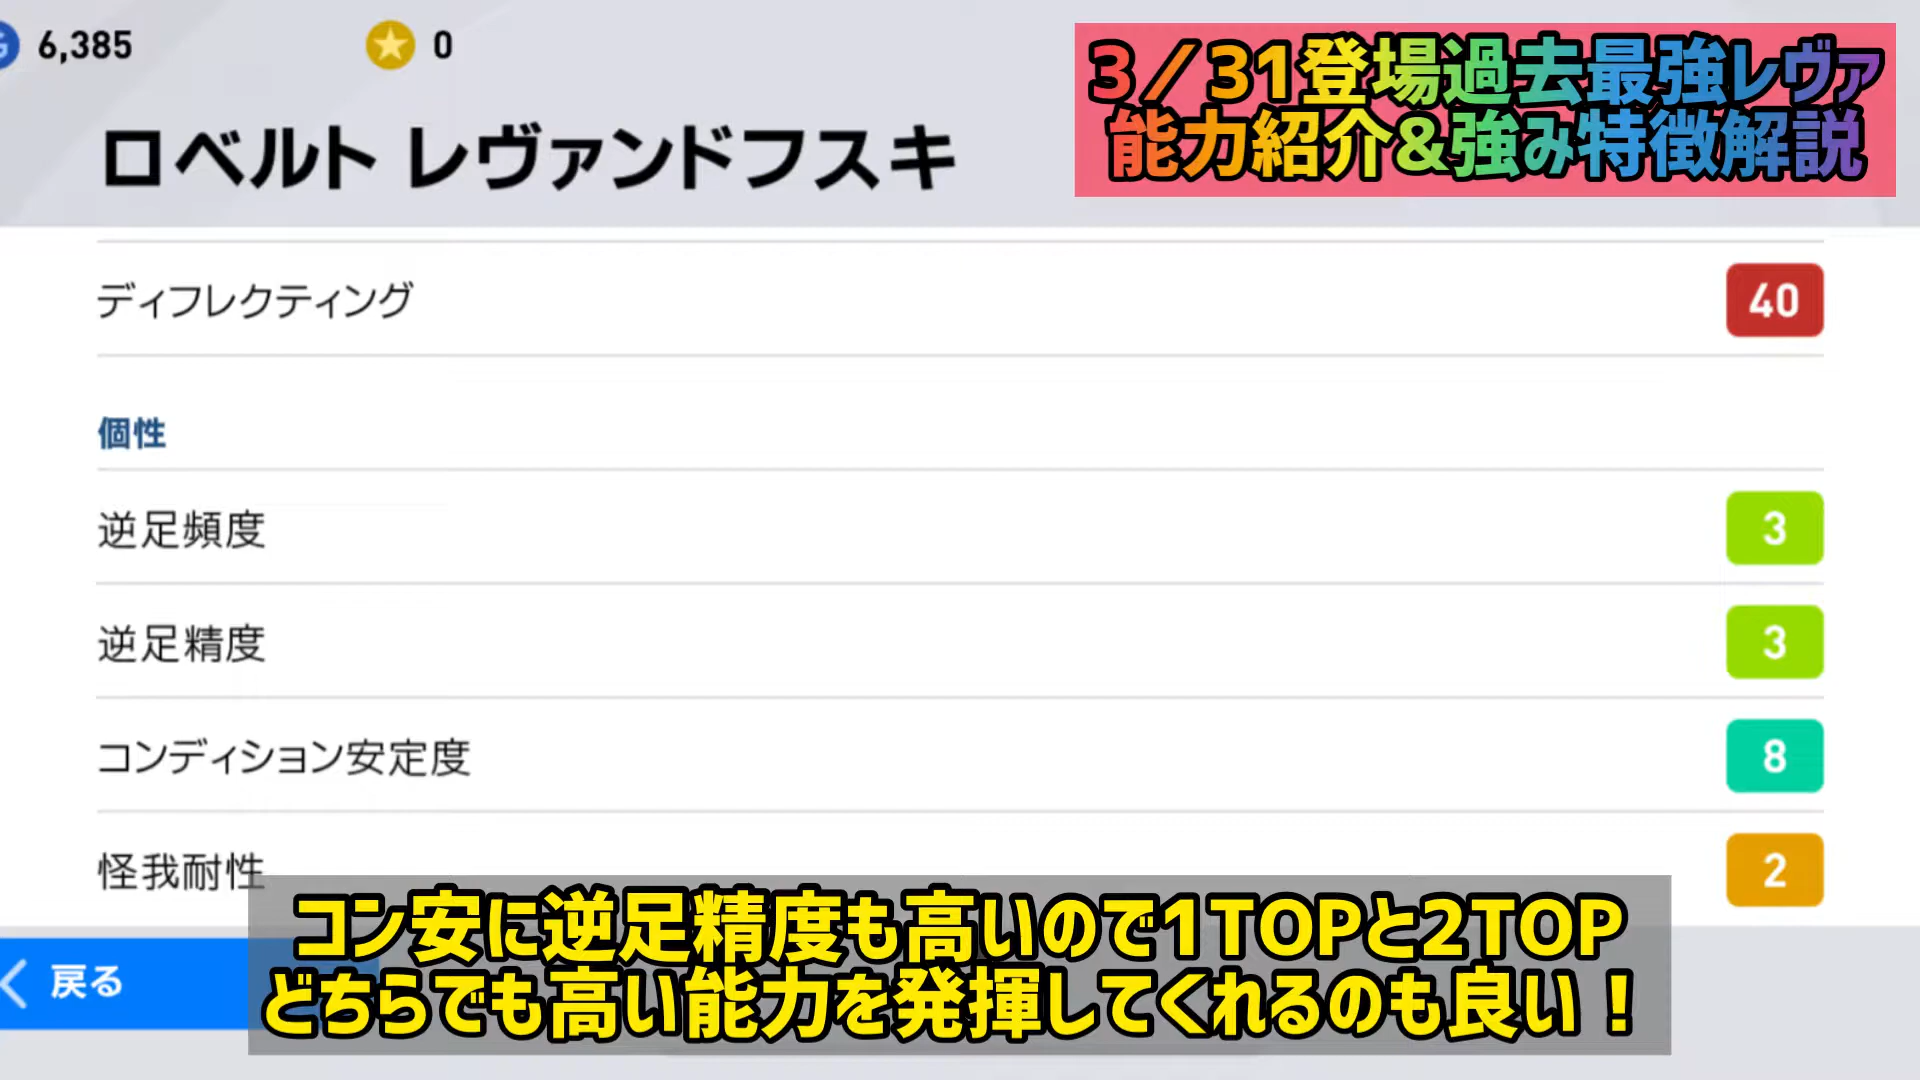 6,385
0
3／31登場過去最強レヴァ
能力紹介&強み特徴解説
ロベルト レヴァンドフスキ
ディフレクティング
40
個性
逆足頻度
3
逆足精度
3
コンディション安定度
8
怪我耐性
2
コン安に逆足精度も高いので1TOPと2TOP
どちらでも高い能力を発揮してくれるのも良い！
戻る